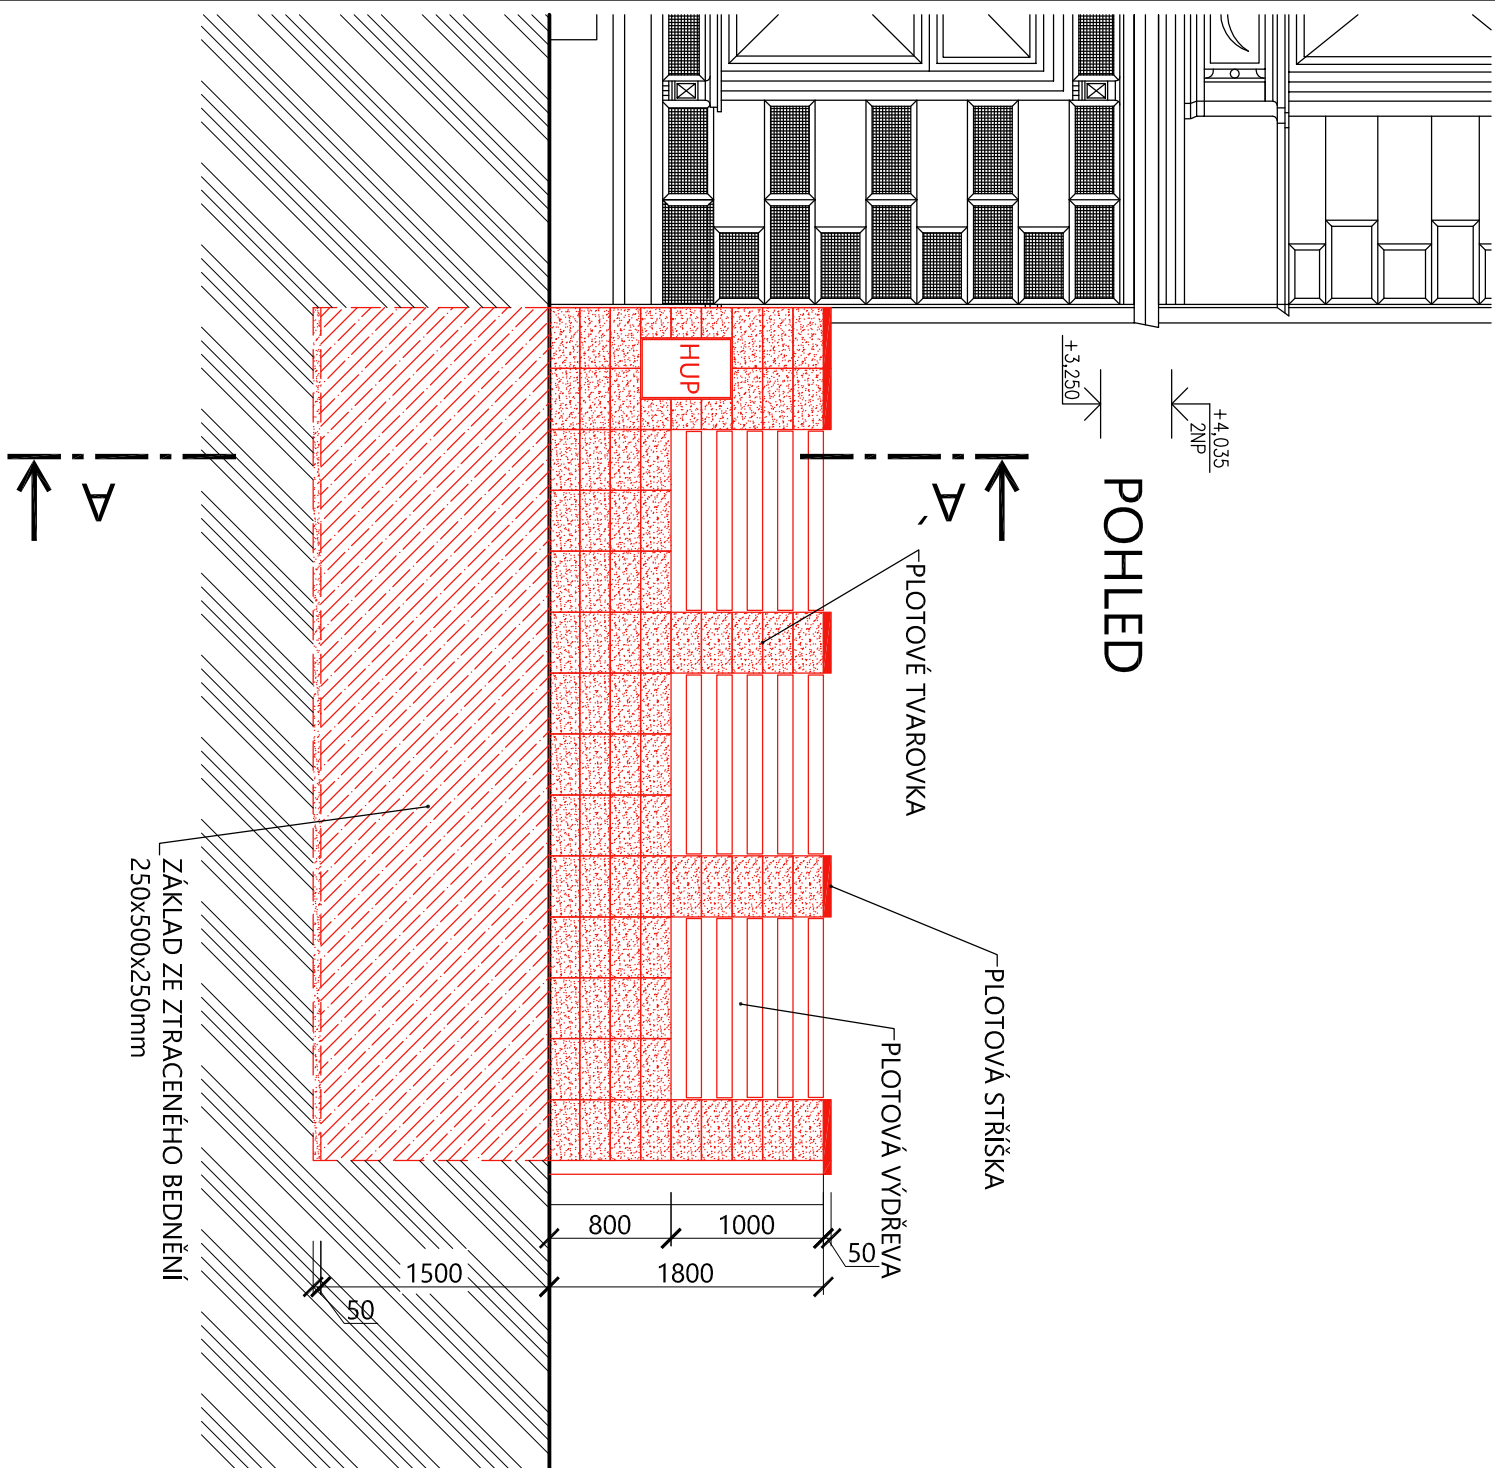 POHLED
+4,035
2NP
+3,250
HUP
A
A´
PLOTOVÉ TVAROVKA
PLOTOVÁ STŘÍŠKA
PLOTOVÁ VÝDŘEVA
ZÁKLAD ZE ZTRACENÉHO BEDNĚNÍ
250x500x250mm
800
1000
50
1500
1800
50